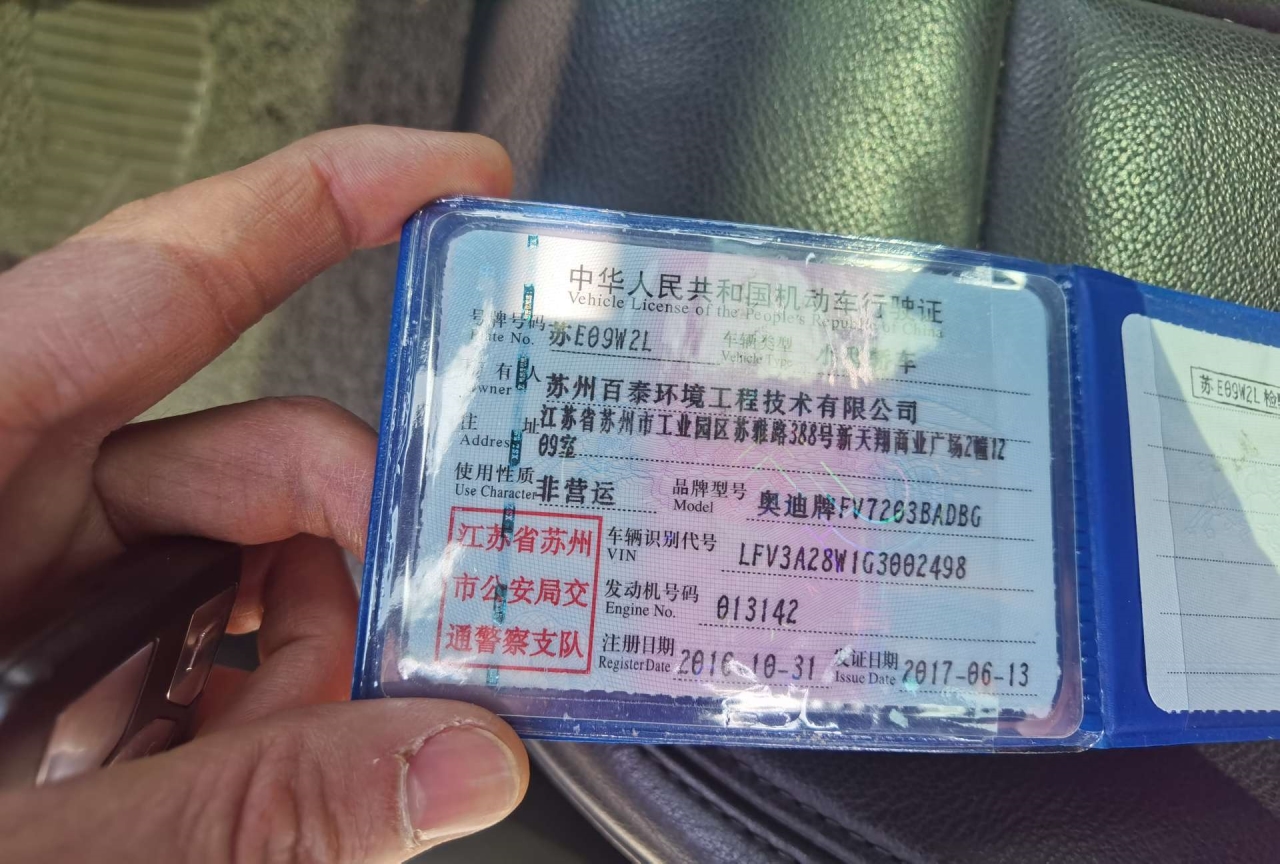 中华人民共和国机动车行驶证
Vehicle License of the People's Republic of China
号牌号码 苏E09W2L 车辆类型
Plate No. Vehicle Type
有人 苏州百泰环境工程技术有限公司
Owner
住址 江苏省苏州市工业园区苏雅路388号新天翔商业广场2幢12
Address 09室
使用性质 非营运 品牌型号 奥迪牌FV7203BADBG
Use Character Model
江苏省苏州 车辆识别代号 LFV3A28W1G3002498
VIN
市公安局交 发动机号码 013142
Engine No.
通警察支队 注册日期 2016-10-31 发证日期 2017-06-13
Register Date Issue Date
苏E09W2L 检